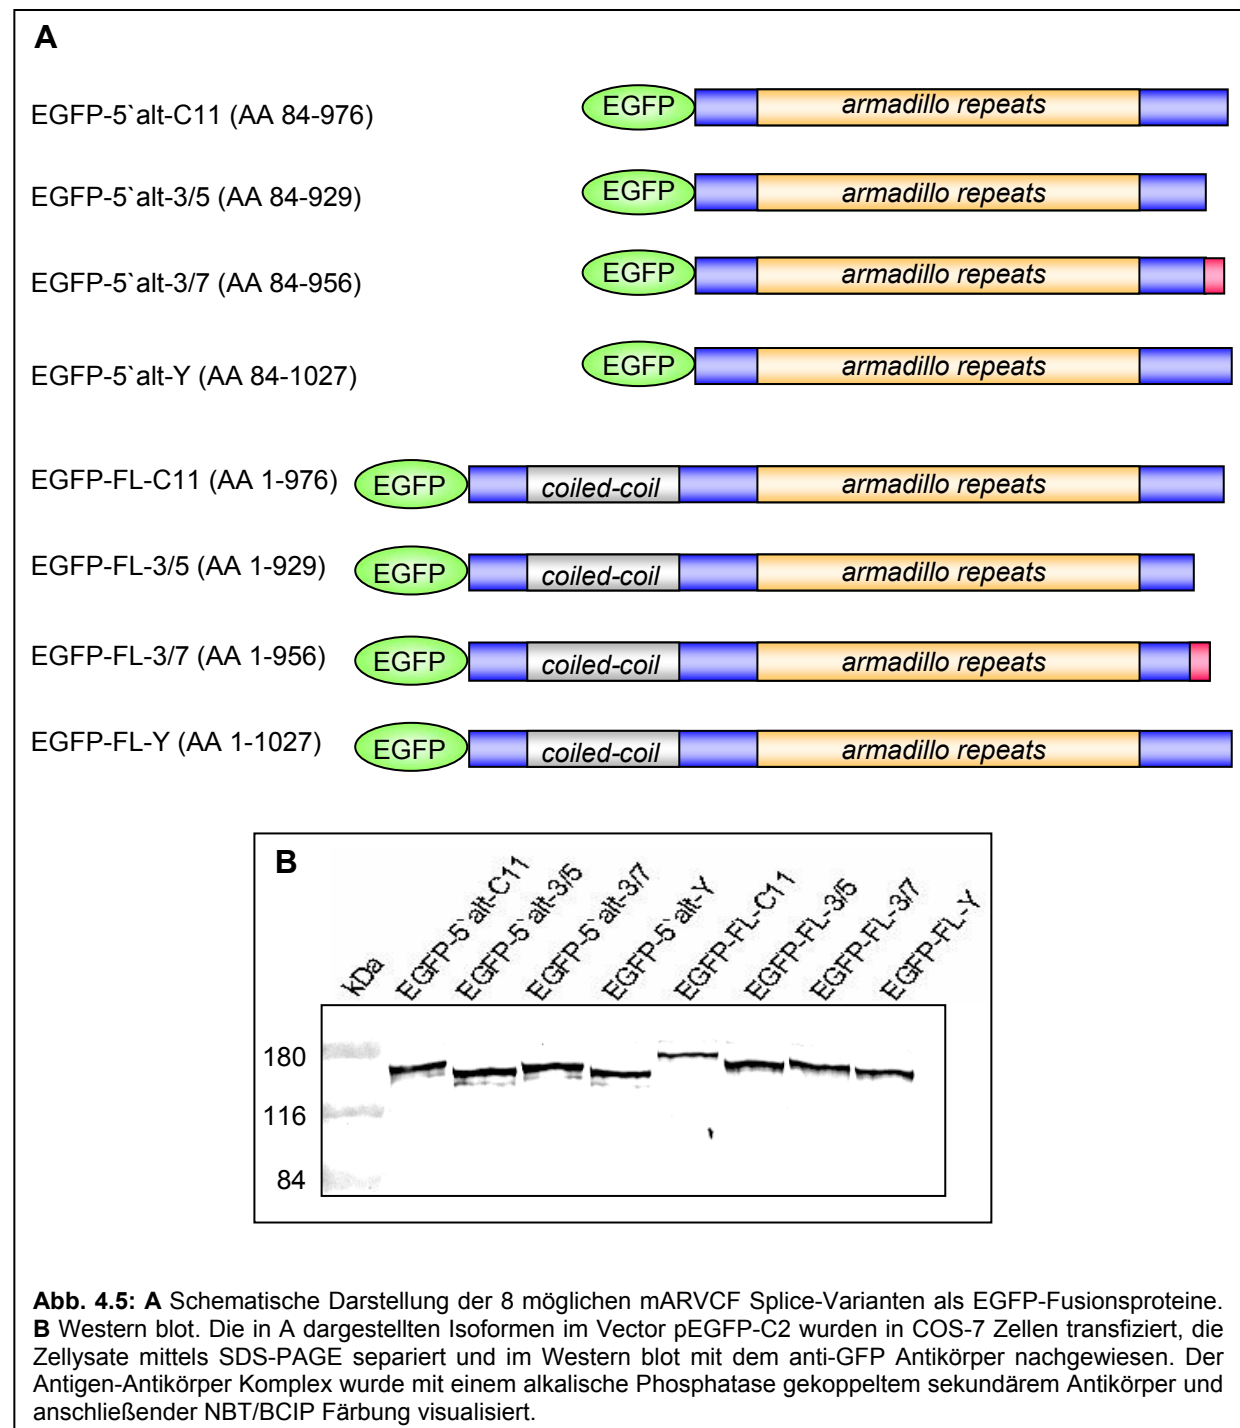 A
EGFP-5`alt-C11 (AA 84-976)
EGFP
armadillo repeats
EGFP-5`alt-3/5 (AA 84-929)
EGFP
armadillo repeats
EGFP-5`alt-3/7 (AA 84-956)
EGFP
armadillo repeats
EGFP-5`alt-Y (AA 84-1027)
EGFP
armadillo repeats
EGFP-FL-C11 (AA 1-976)
EGFP
coiled-coil
armadillo repeats
EGFP-FL-3/5 (AA 1-929)
EGFP
coiled-coil
armadillo repeats
EGFP-FL-3/7 (AA 1-956)
EGFP
coiled-coil
armadillo repeats
EGFP-FL-Y (AA 1-1027)
EGFP
coiled-coil
armadillo repeats
B
kDa
EGFP-5`alt-C11
EGFP-5`alt-3/5
EGFP-5`alt-3/7
EGFP-5`alt-Y
EGFP-FL-C11
EGFP-FL-3/5
EGFP-FL-3/7
EGFP-FL-Y
180
116
84
Abb. 4.5: A Schematische Darstellung der 8 möglichen mARVCF Splice-Varianten als EGFP-Fusionsproteine.
B Western blot. Die in A dargestellten Isoformen im Vector pEGFP-C2 wurden in COS-7 Zellen transfiziert, die
Zellysate mittels SDS-PAGE separiert und im Western blot mit dem anti-GFP Antikörper nachgewiesen. Der
Antigen-Antikörper Komplex wurde mit einem alkalische Phosphatase gekoppeltem sekundärem Antikörper und
anschließender NBT/BCIP Färbung visualisiert.